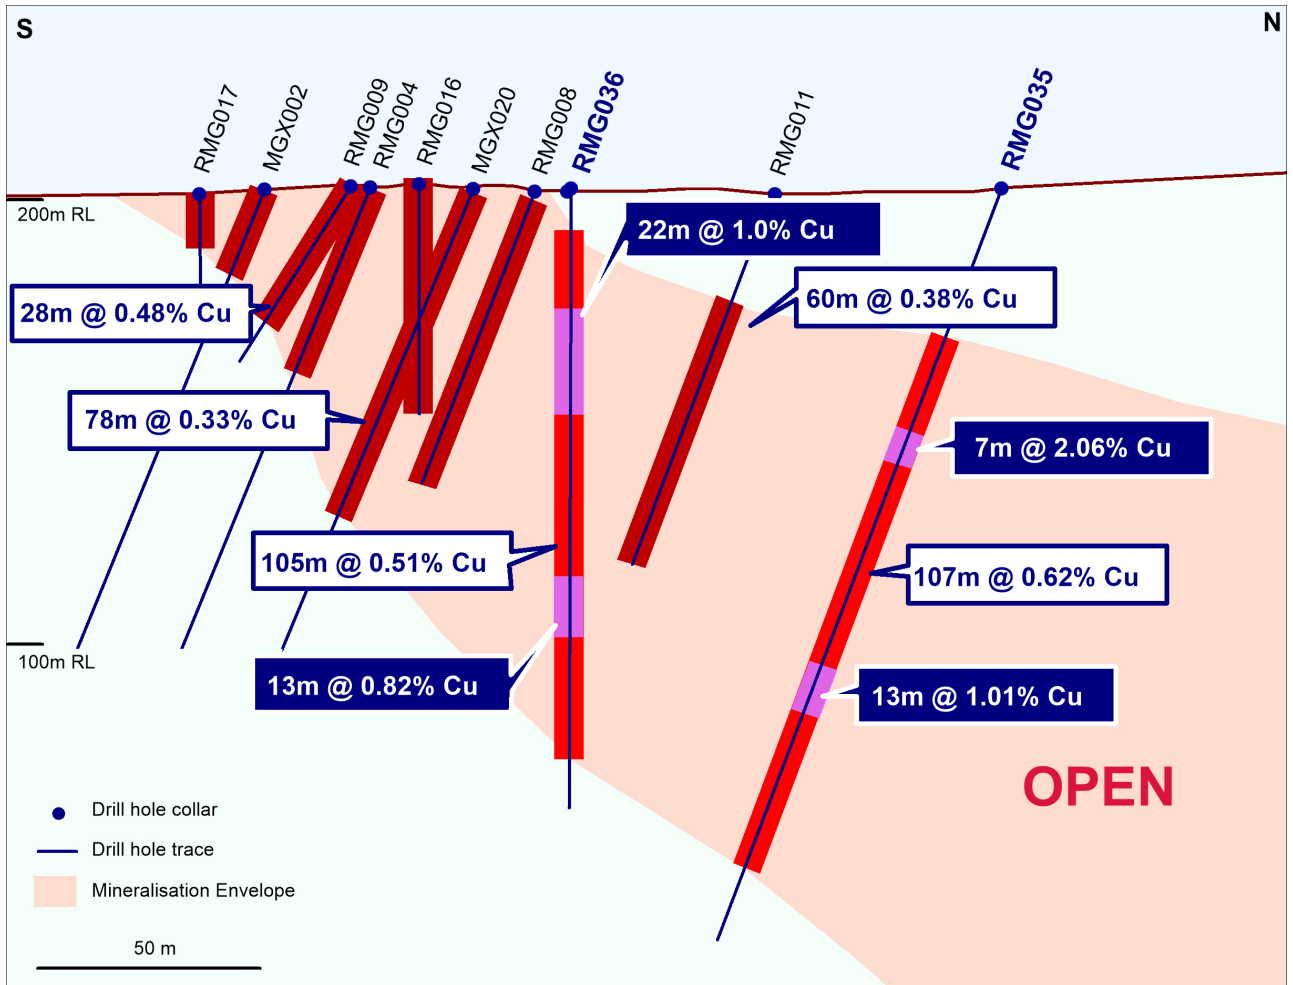 S
N
RMG017
MGX002
RMG009
RMG004
RMG016
MGX020
RMG008
RMG036
RMG011
RMG035
200m RL
22m @ 1.0% Cu
60m @ 0.38% Cu
28m @ 0.48% Cu
78m @ 0.33% Cu
7m @ 2.06% Cu
105m @ 0.51% Cu
107m @ 0.62% Cu
100m RL
13m @ 0.82% Cu
13m @ 1.01% Cu
OPEN
Drill hole collar
Drill hole trace
Mineralisation Envelope
50 m